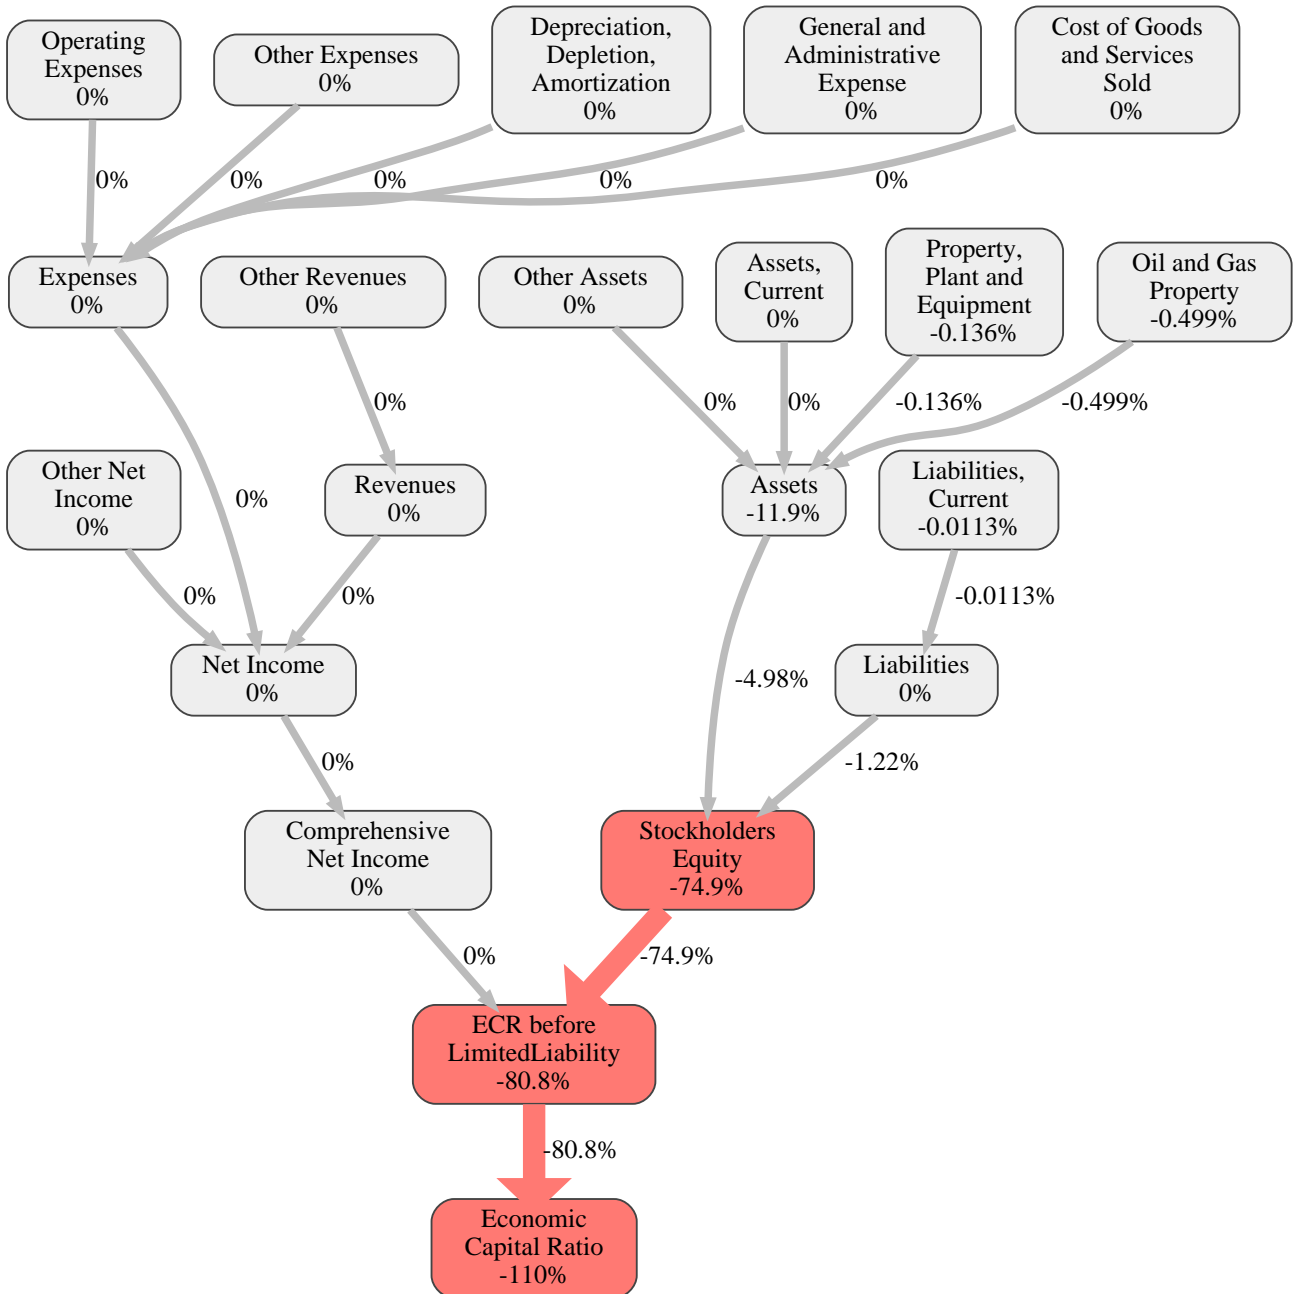 Operating
Expenses
0%
Other Expenses
0%
Depreciation,
Depletion,
Amortization
0%
General and
Administrative
Expense
0%
Cost of Goods
and Services
Sold
0%
0%
0%
0%
0%
0%
Expenses
0%
Other Revenues
0%
Other Assets
0%
Assets,
Current
0%
Property,
Plant and
Equipment
-0.136%
Oil and Gas
Property
-0.499%
0%
0%
0%
-0.136%
-0.499%
Other Net
Income
0%
0%
Revenues
0%
Assets
-11.9%
Liabilities,
Current
-0.0113%
0%
0%
-0.0113%
Net Income
0%
-4.98%
Liabilities
0%
0%
-1.22%
Comprehensive
Net Income
0%
Stockholders
Equity
-74.9%
0%
-74.9%
ECR before
LimitedLiability
-80.8%
-80.8%
Economic
Capital Ratio
-110%